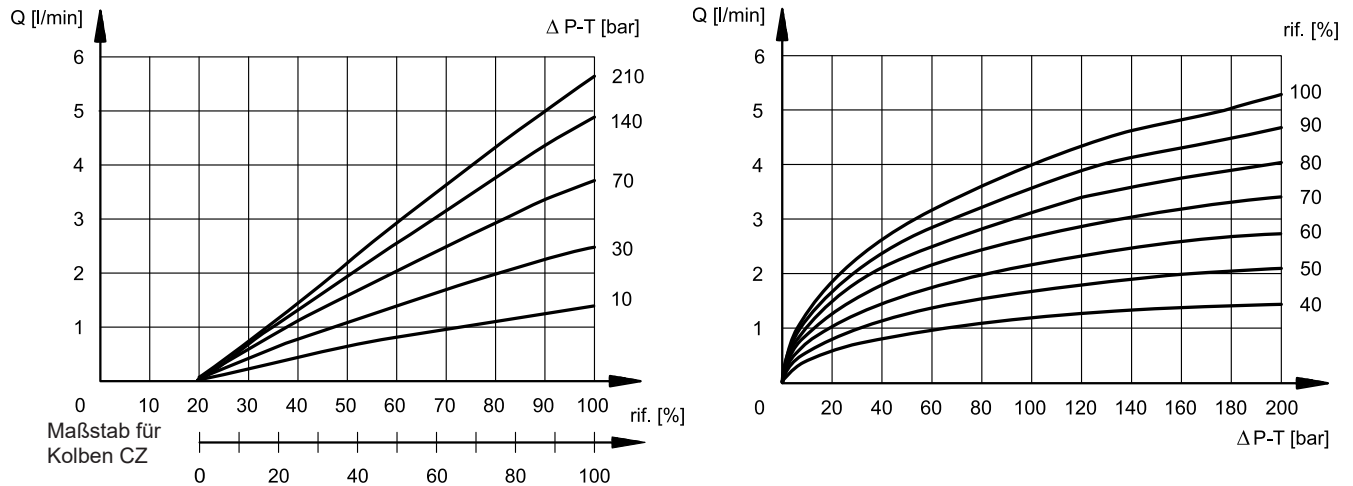 Q [l/min]
Δ P-T [bar]
6
5
4
3
2
1
210
140
70
30
10
0 10 20 30 40 50 60 70 80 90 100
rif. [%]
Maßstab für
Kolben CZ
0 20 40 60 80 100
Q [l/min]
rif. [%]
6
5
4
3
2
1
100
90
80
70
60
50
40
0 20 40 60 80 100 120 140 160 180 200
Δ P-T [bar]